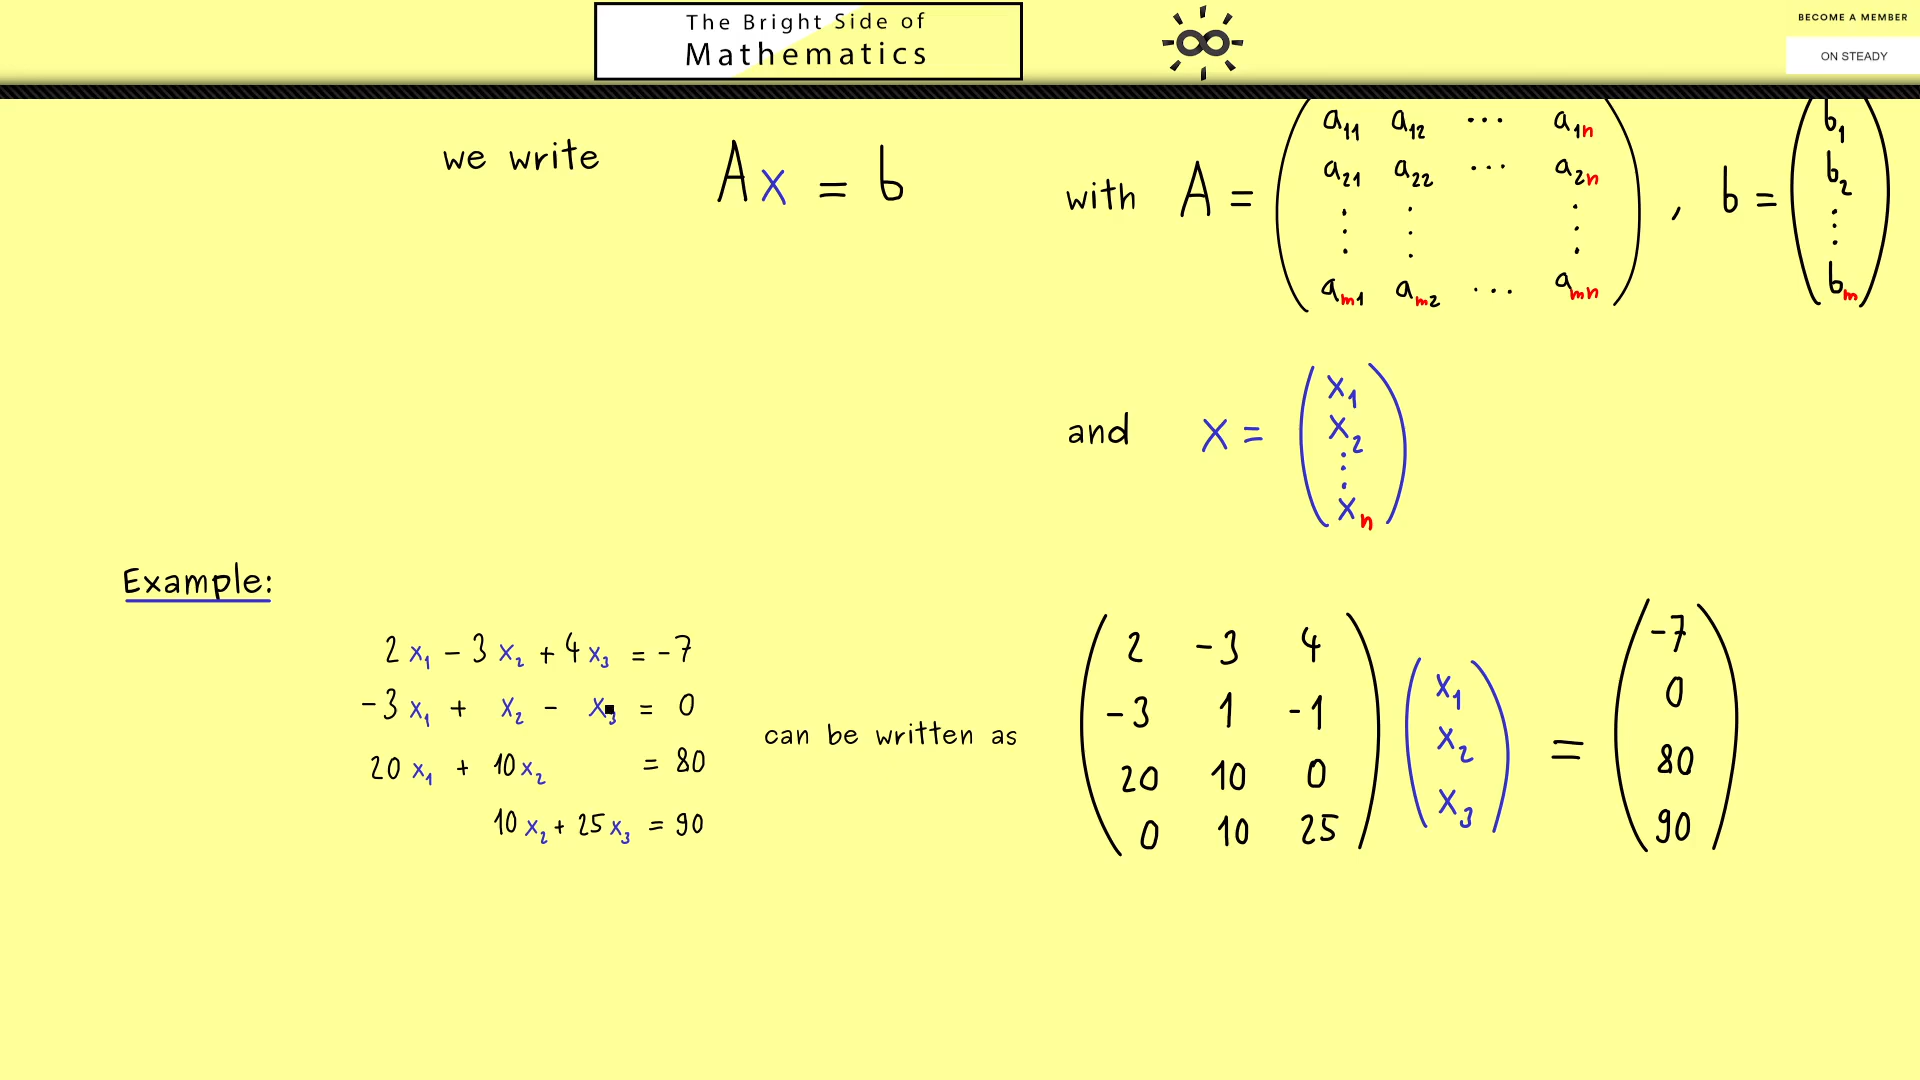 The Bright Side of
Mathematics
BECOME A MEMBER
ON STEADY
we write Ax = b with A = ( a₁₁ a₁₂ ⋯ a₁ₙ
a₂₁ a₂₂ ⋯ a₂ₙ
⋮ ⋮ ⋮
aₘ₁ aₘ₂ ⋯ aₘₙ ) , b = ( b₁
b₂
⋮
bₘ )
and x = ( x₁
x₂
⋮
xₙ )
Example:
2x₁ − 3x₂ + 4x₃ = −7
−3x₁ + x₂ − x₃ = 0
20x₁ + 10x₂ = 80
10x₂ + 25x₃ = 90
can be written as
( 2 −3 4
−3 1 −1
20 10 0
0 10 25 )
( x₁
x₂
x₃ )
=
( −7
0
80
90 )